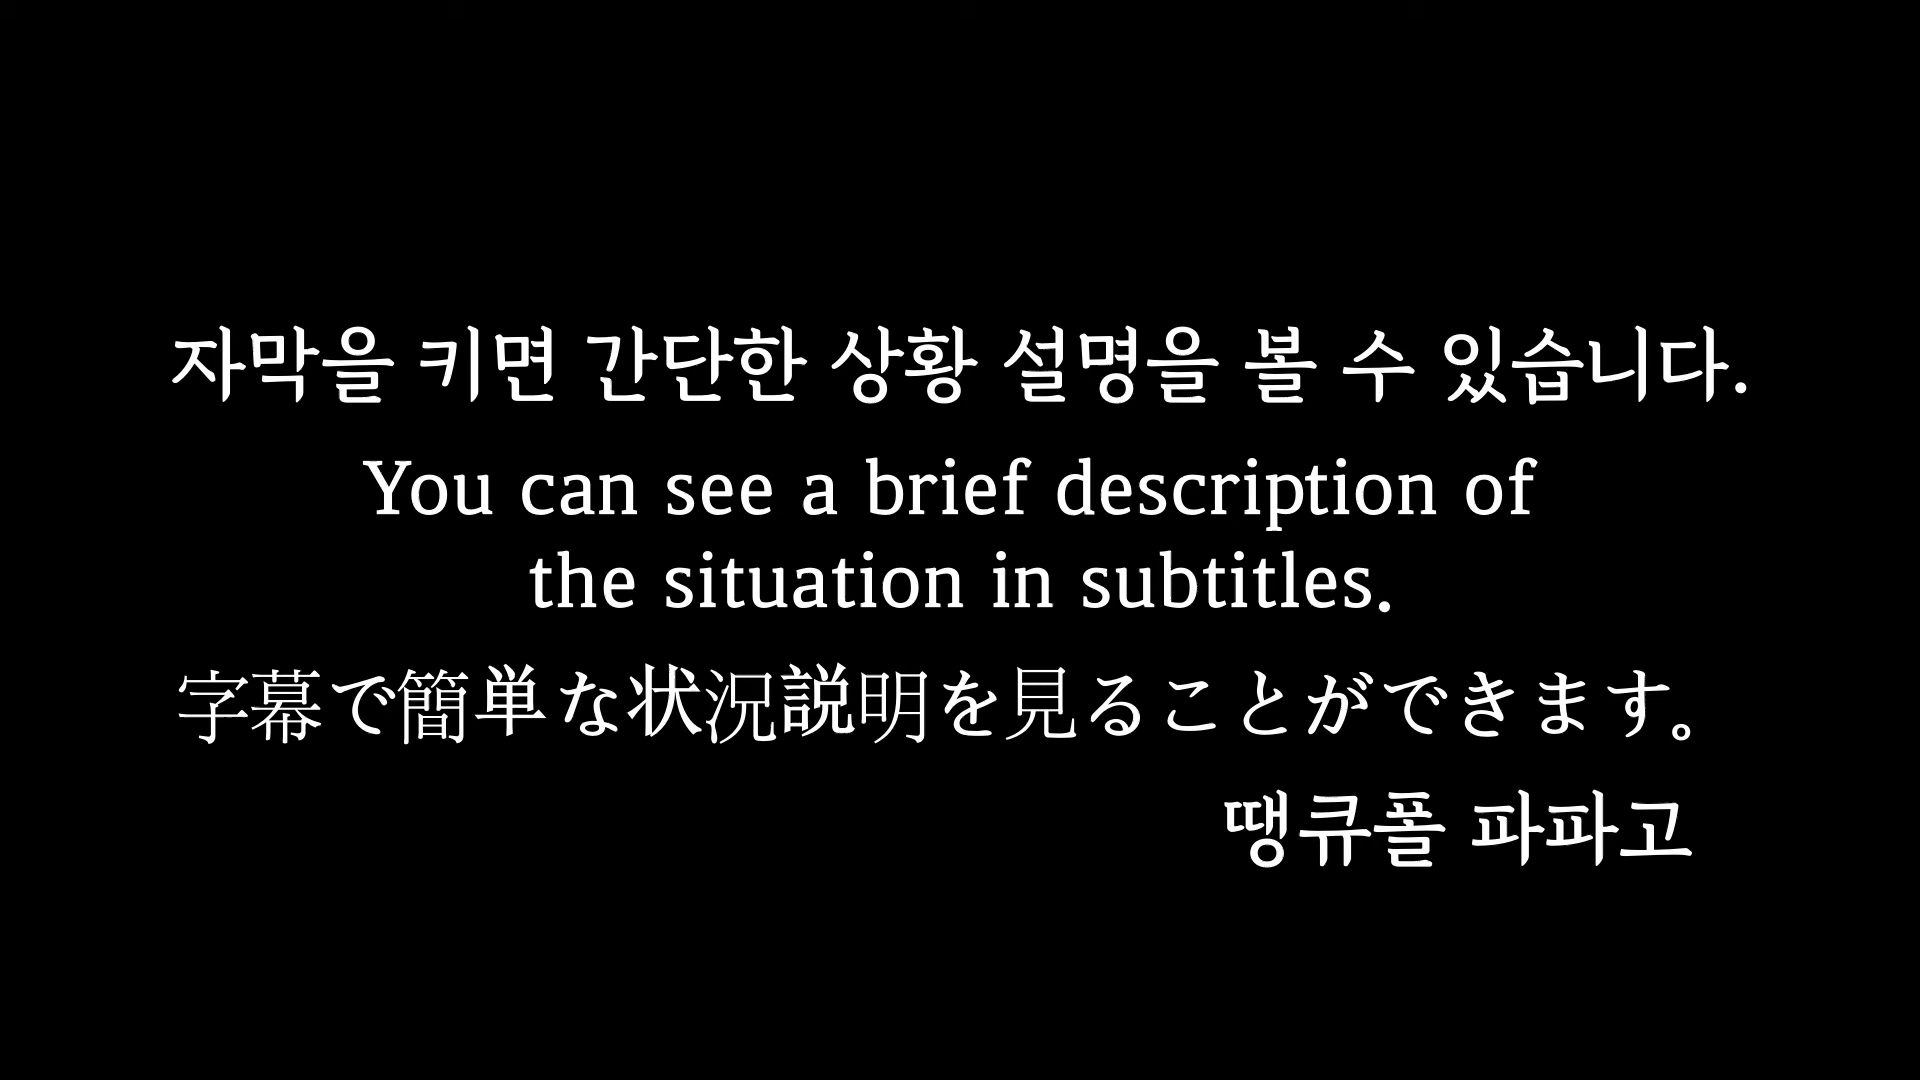 자막을 키면 간단한 상황 설명을 볼 수 있습니다.
You can see a brief description of
the situation in subtitles.
字幕で簡単な状況説明を見ることができます。
땡큐폴 파파고